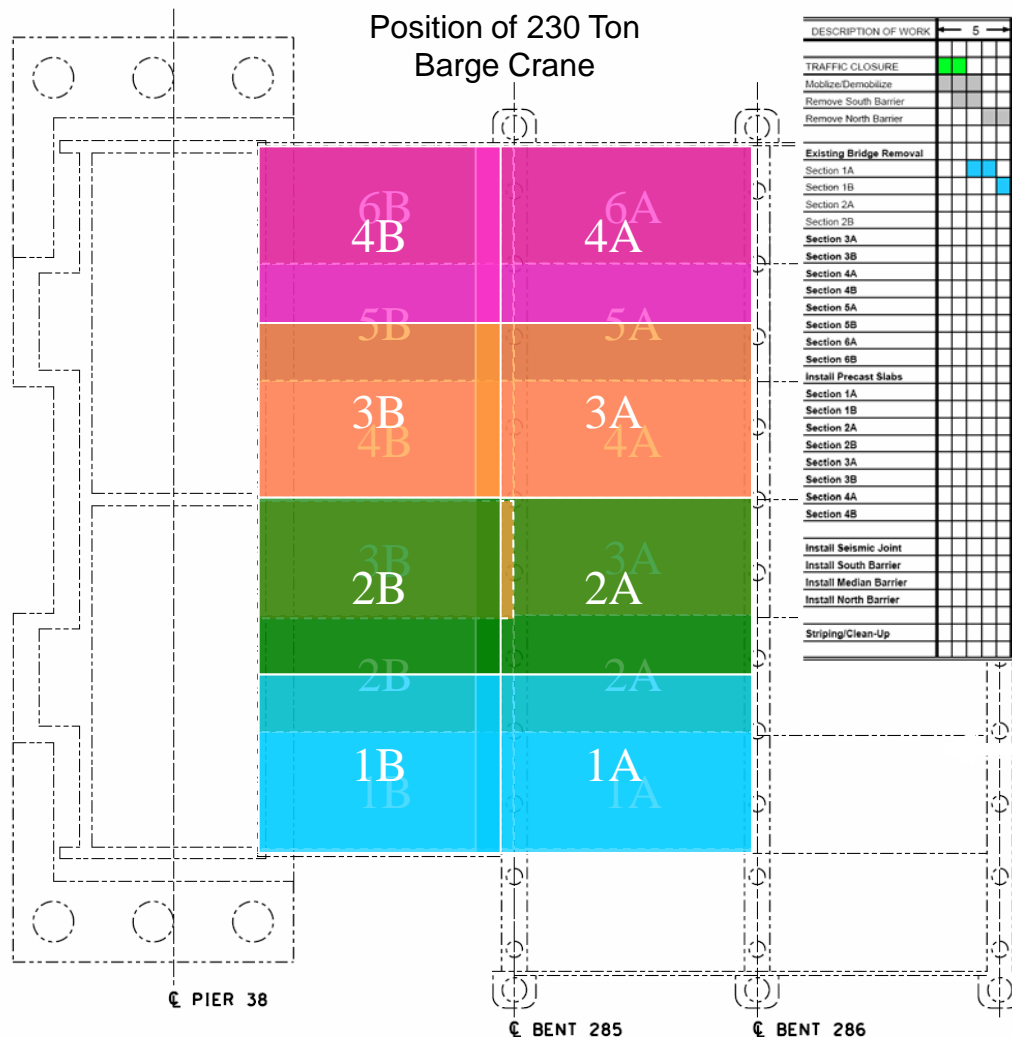 Position of 230 Ton
Barge Crane
DESCRIPTION OF WORK 5
TRAFFIC CLOSURE
Moblize/Demobilize
Remove South Barrier
Remove North Barrier
Existing Bridge Removal
Section 1A
Section 1B
Section 2A
Section 2B
Section 3A
Section 3B
Section 4A
Section 4B
Section 5A
Section 5B
Section 6A
Section 6B
Install Precast Slabs
Section 1A
Section 1B
Section 2A
Section 2B
Section 3A
Section 3B
Section 4A
Section 4B
Install Seismic Joint
Install South Barrier
Install Median Barrier
Install North Barrier
Striping/Clean-Up
6B 6A
4B 4A
5B 5A
3B 3A
4B 4A
3B 3A
2B 2A
2B 2A
1B 1A
1B 1A
℄ PIER 38
℄ BENT 285
℄ BENT 286